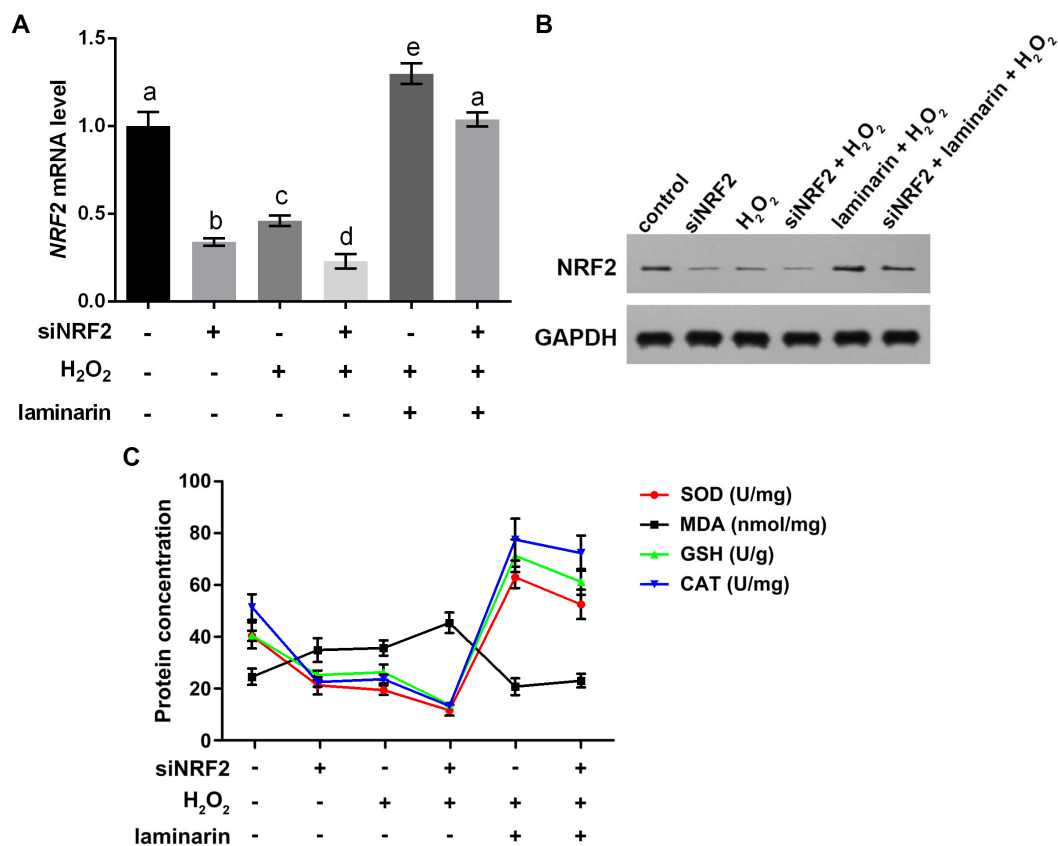 A
NRF2 mRNA level
1.5
1.0
0.5
0.0
a
b
c
d
e
a
siNRF2 - + - + - +
H₂O₂ - - + + + +
laminarin - - - - + +
B
control
siNRF2
H₂O₂
siNRF2 + H₂O₂
laminarin + H₂O₂
siNRF2 + laminarin + H₂O₂
NRF2
GAPDH
C
Protein concentration
100
80
60
40
20
0
SOD (U/mg)
MDA (nmol/mg)
GSH (U/g)
CAT (U/mg)
siNRF2 - + - + - +
H₂O₂ - - + + + +
laminarin - - - - + +